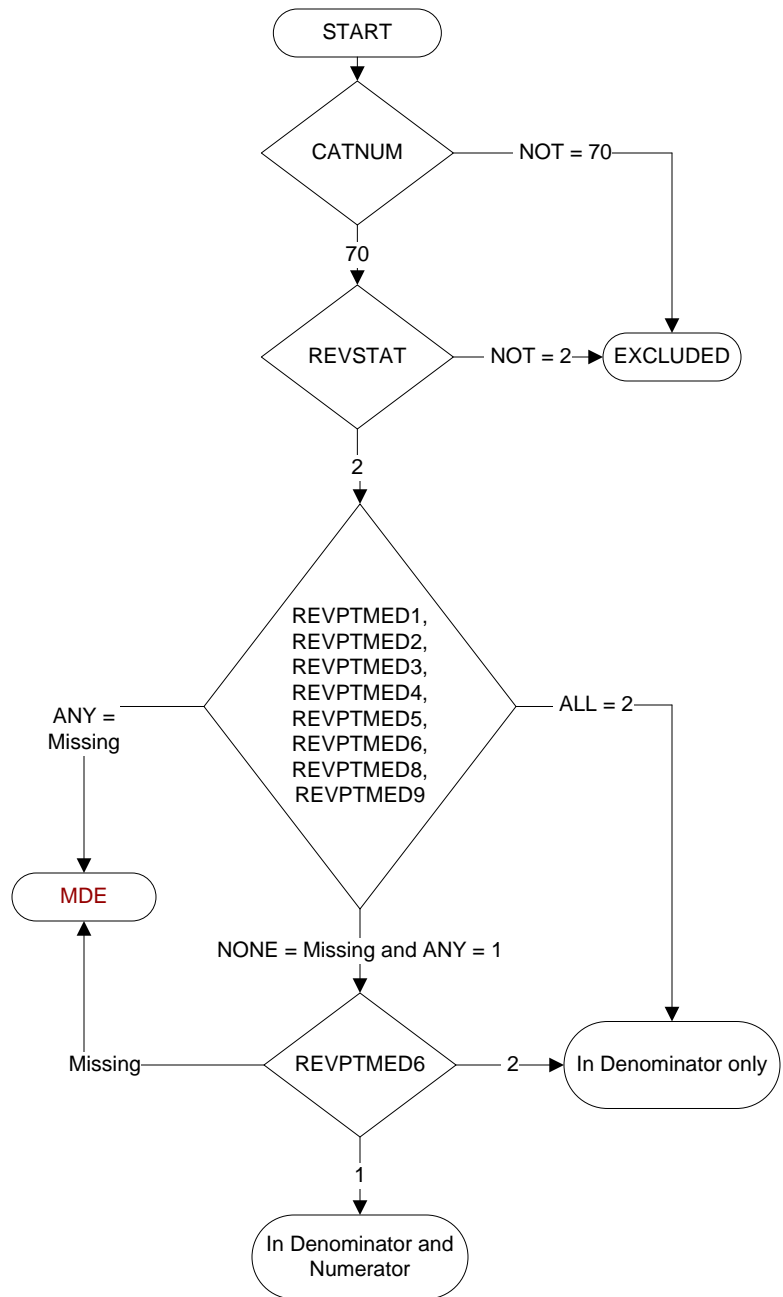 START
CATNUM
NOT = 70
70
REVSTAT
NOT = 2
EXCLUDED
2
REVPTMED1,
REVPTMED2,
REVPTMED3,
REVPTMED4,
REVPTMED5,
REVPTMED6,
REVPTMED8,
REVPTMED9
ANY =
Missing
ALL = 2
MDE
NONE = Missing and ANY = 1
Missing
REVPTMED6
2
In Denominator only
1
In Denominator and
Numerator